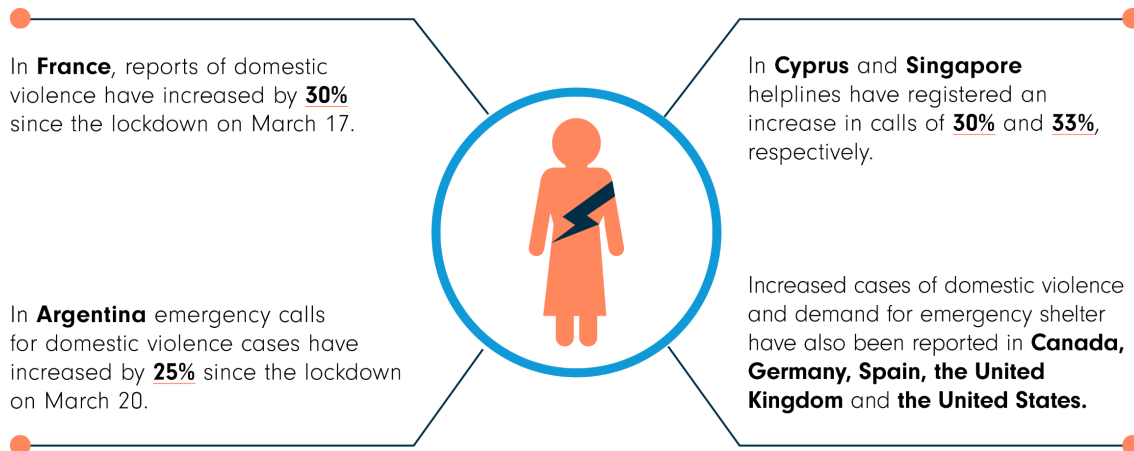 In France, reports of domestic
violence have increased by 30%
since the lockdown on March 17.
In Cyprus and Singapore
helplines have registered an
increase in calls of 30% and 33%,
respectively.
In Argentina emergency calls
for domestic violence cases have
increased by 25% since the lockdown
on March 20.
Increased cases of domestic violence
and demand for emergency shelter
have also been reported in Canada,
Germany, Spain, the United
Kingdom and the United States.